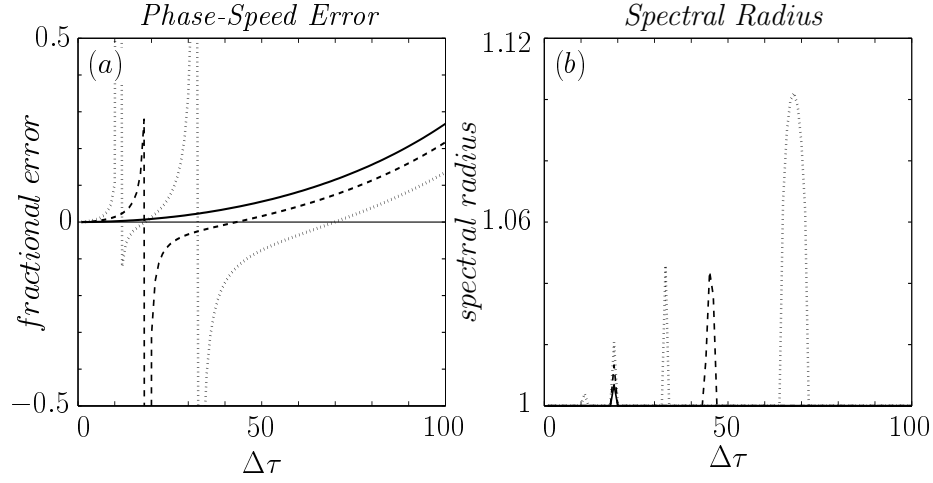 Phase-Speed Error
0.5
(a)
fractional error
0
−0.5
0
50
100
Δτ
Spectral Radius
1.12
(b)
spectral radius
1.06
1
0
50
100
Δτ